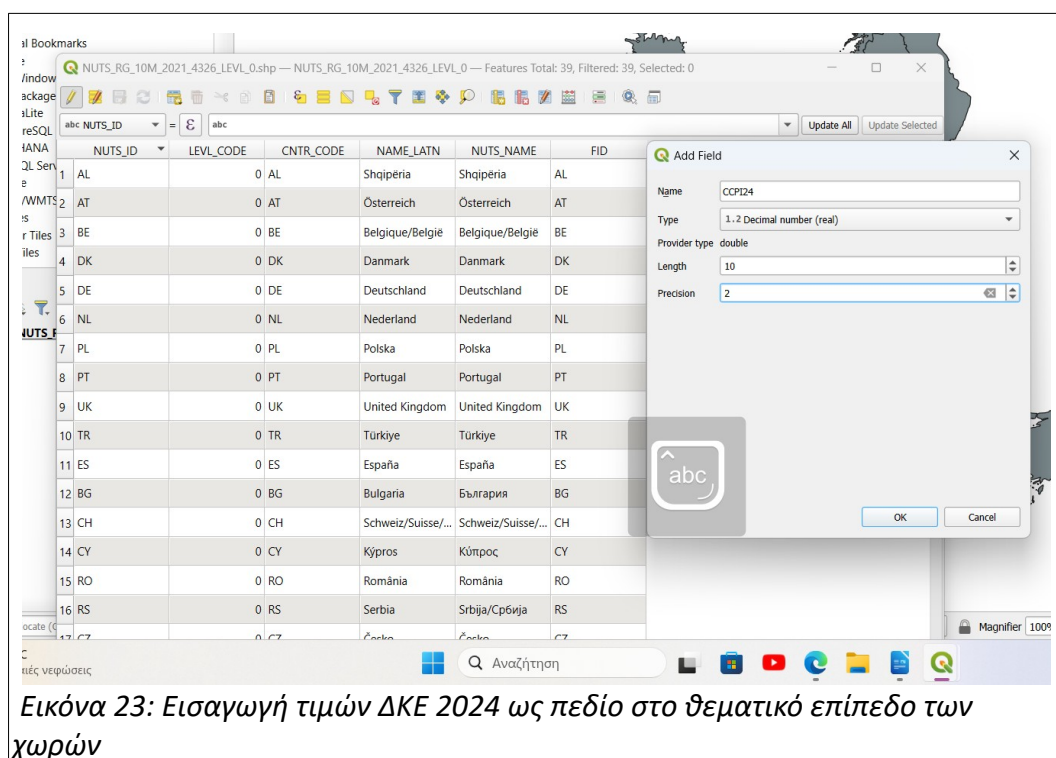 al Bookmarks
NUTS_RG_10M_2021_4326_LEVL_0.shp — NUTS_RG_10M_2021_4326_LEVL_0 — Features Total: 39, Filtered: 39, Selected: 0
abc NUTS_ID = ε abc Update All Update Selected
NUTS_ID LEVL_CODE CNTR_CODE NAME_LATN NUTS_NAME FID
1 AL 0 AL Shqipëria Shqipëria AL
2 AT 0 AT Österreich Österreich AT
3 BE 0 BE Belgique/België Belgique/België BE
4 DK 0 DK Danmark Danmark DK
5 DE 0 DE Deutschland Deutschland DE
6 NL 0 NL Nederland Nederland NL
7 PL 0 PL Polska Polska PL
8 PT 0 PT Portugal Portugal PT
9 UK 0 UK United Kingdom United Kingdom UK
10 TR 0 TR Türkiye Türkiye TR
11 ES 0 ES España España ES
12 BG 0 BG Bulgaria България BG
13 CH 0 CH Schweiz/Suisse/... Schweiz/Suisse/... CH
14 CY 0 CY Kýpros Κύπρος CY
15 RO 0 RO România România RO
16 RS 0 RS Serbia Srbija/Србија RS
17 CZ 0 CZ Česko Česko CZ
Add Field
Name CCPI24
Type 1.2 Decimal number (real)
Provider type double
Length 10
Precision 2
OK Cancel
abc
Magnifier 100%
Αναζήτηση
Εικόνα 23: Εισαγωγή τιμών ΔΚΕ 2024 ως πεδίο στο θεματικό επίπεδο των
χωρών